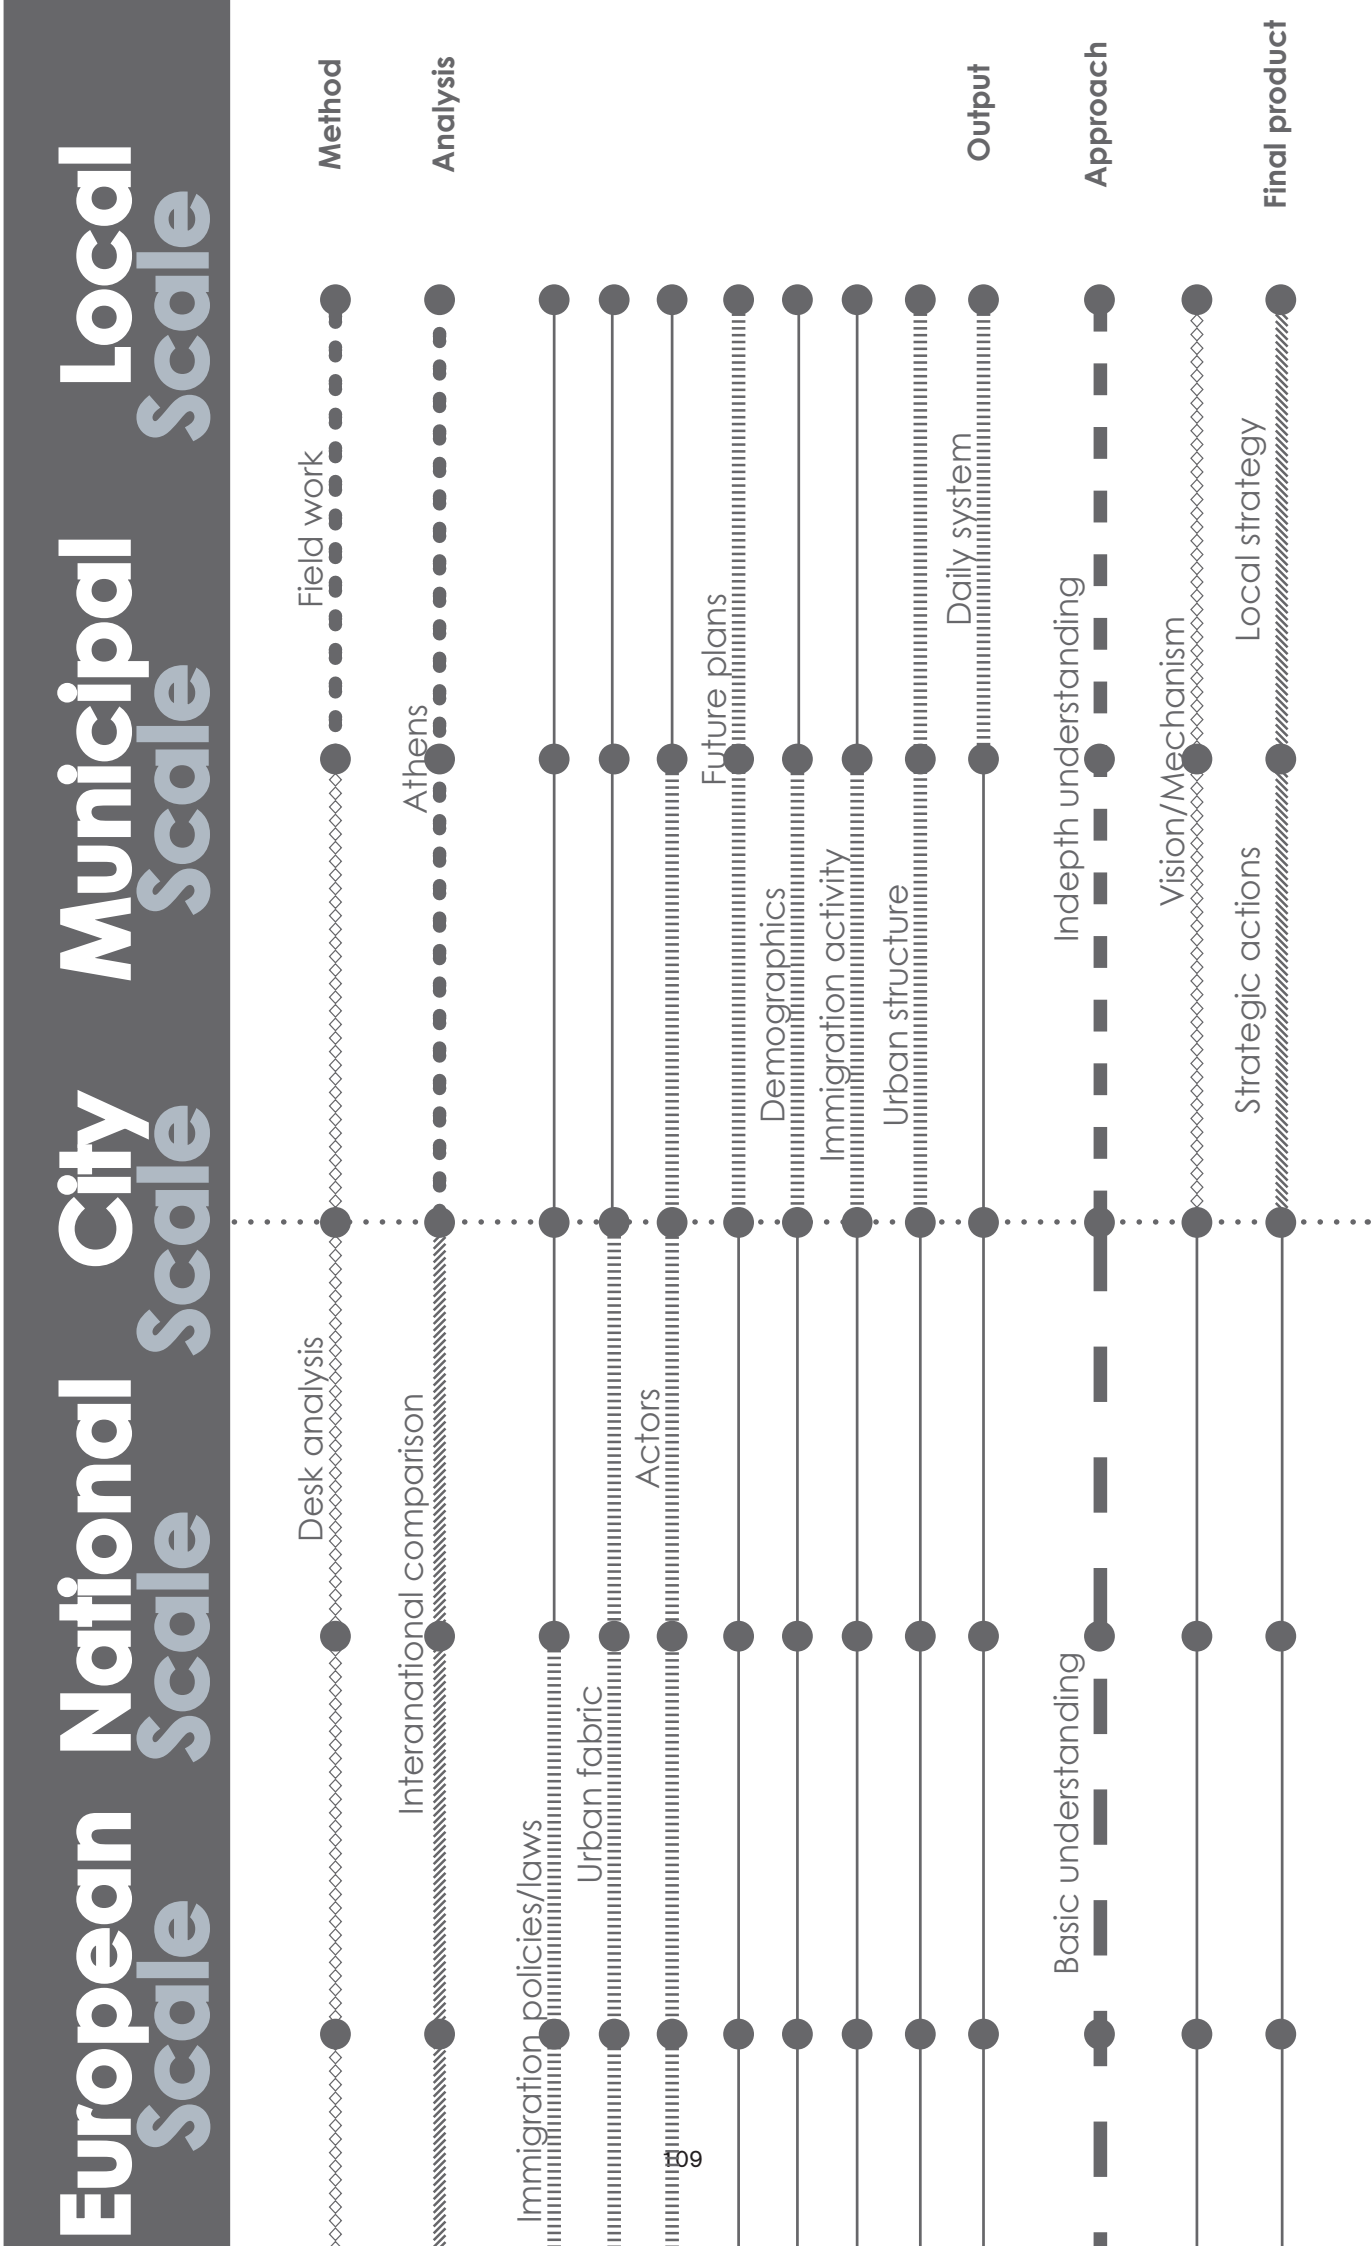 European
Scale
National
Scale
City
Scale
Municipal
Scale
Local
Scale
Desk analysis
Field work
Method
Interanational comparison
Athens
Analysis
Immigration policies/laws
Urban fabric
Actors
Future plans
Demographics
Immigration activity
Urban structure
Daily system
Output
Basic understanding
Indepth understanding
Approach
Vision/Mechanism
Strategic actions
Local strategy
Final product
109